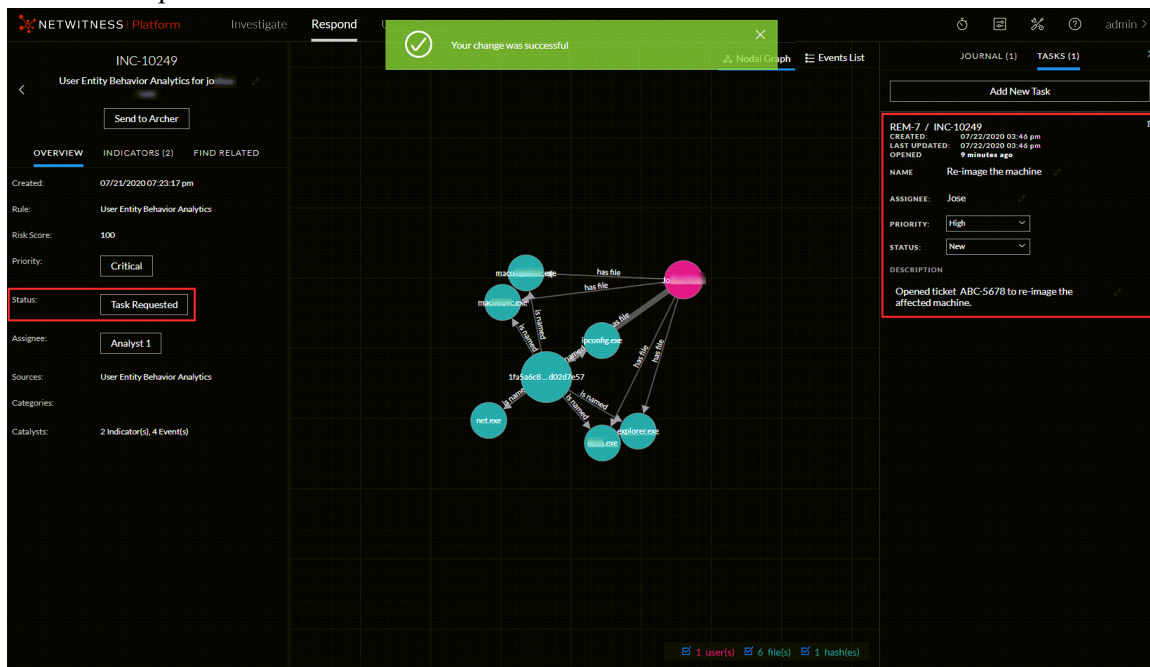 NETWITNESS | Platform
Investigate
Respond
admin >
Your change was successful
INC-10249
User Entity Behavior Analytics for jo
Send to Archer
OVERVIEW INDICATORS (2) FIND RELATED
Created: 07/21/2020 07:23:17 pm
Rule: User Entity Behavior Analytics
Risk Score: 100
Priority: Critical
Status: Task Requested
Assignee: Analyst 1
Sources: User Entity Behavior Analytics
Categories:
Catalysts: 2 Indicator(s), 4 Event(s)
Nodal Graph
Events List
has file
has file
as file
has file
has file
is named
is named
named
is named
is named
is named
ipconfig.exe
1fa5a6c8...d02d7e57
net.exe
explorer.exe
.exe
1 user(s) 6 file(s) 1 hash(es)
JOURNAL (1) TASKS (1)
Add New Task
REM-7 / INC-10249
CREATED: 07/22/2020 03:46 pm
LAST UPDATED: 07/22/2020 03:46 pm
OPENED 9 minutes ago
NAME Re-image the machine
ASSIGNEE: Jose
PRIORITY: High
STATUS: New
DESCRIPTION
Opened ticket ABC-5678 to re-image the
affected machine.